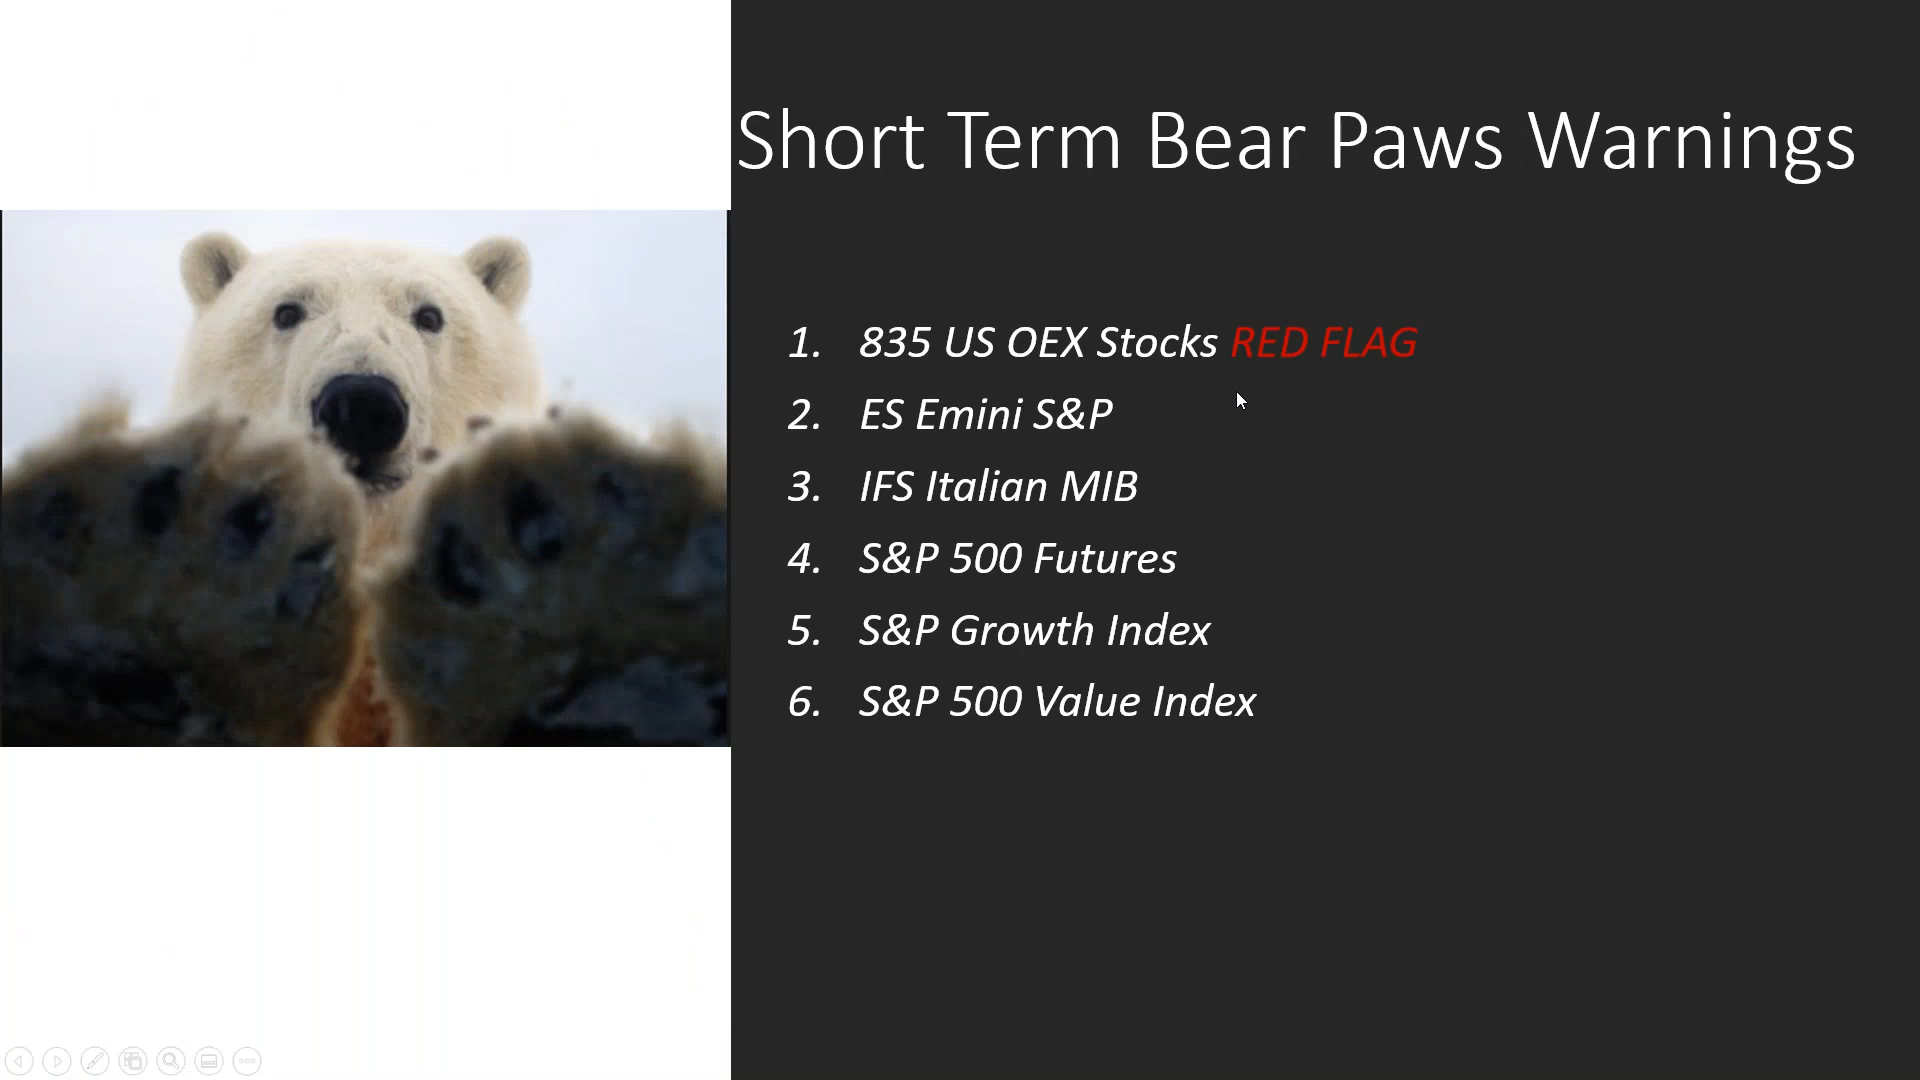 Short Term Bear Paws Warnings
1. 835 US OEX Stocks RED FLAG
2. ES Emini S&P
3. IFS Italian MIB
4. S&P 500 Futures
5. S&P Growth Index
6. S&P 500 Value Index